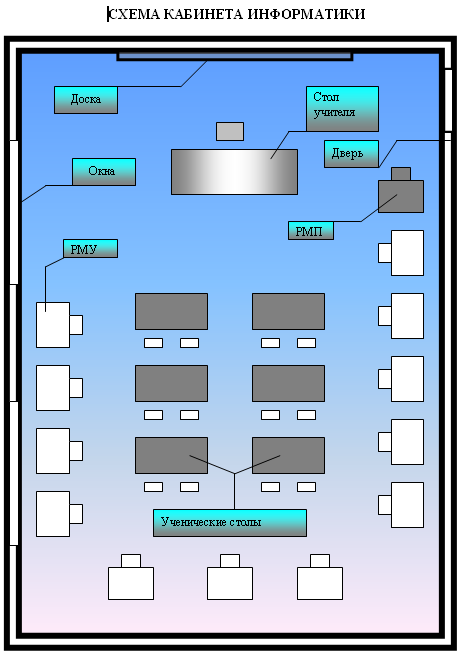 СХЕМА КАБИНЕТА ИНФОРМАТИКИ
Доска
Стол
учителя
Дверь
Окна
РМП
РМУ
Ученические столы